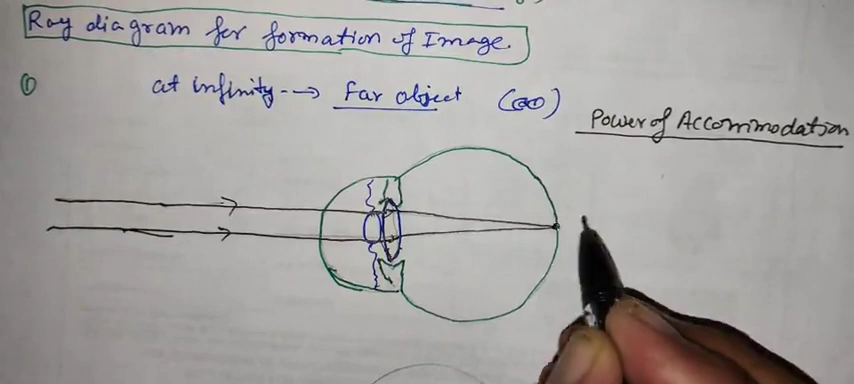 Ray diagram for formation of Image.
① at infinity --> Far object (∞)
Power of Accommodation